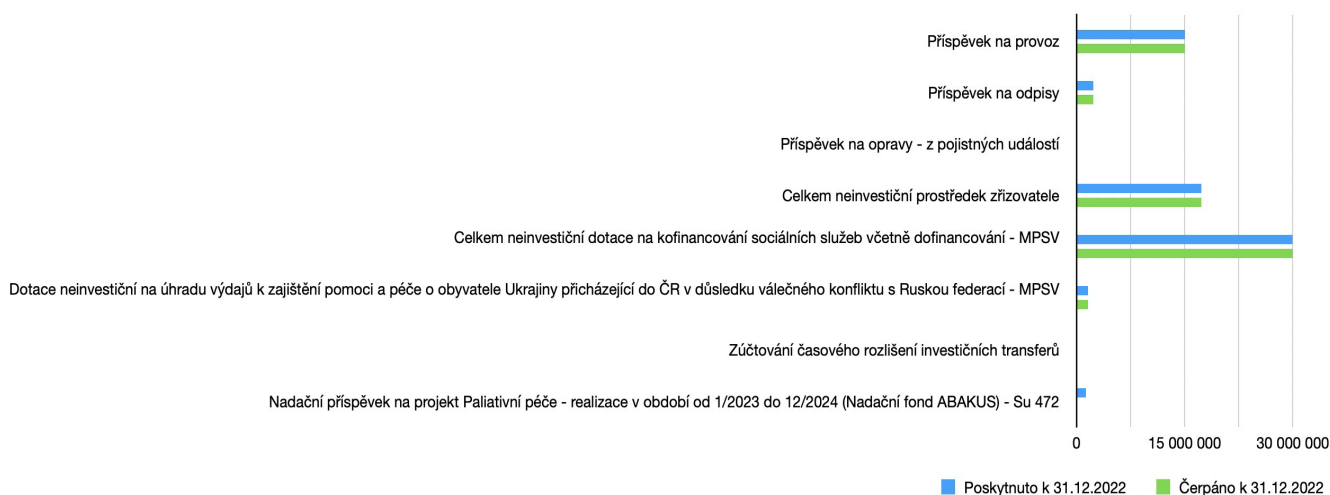 Příspěvek na provoz
Příspěvek na odpisy
Příspěvek na opravy - z pojistných událostí
Celkem neinvestiční prostředek zřizovatele
Celkem neinvestiční dotace na kofinancování sociálních služeb včetně dofinancování - MPSV
Dotace neinvestiční na úhradu výdajů k zajištění pomoci a péče o obyvatele Ukrajiny přicházející do ČR v důsledku válečného konfliktu s Ruskou federací - MPSV
Zúčtování časového rozlišení investičních transferů
Nadační příspěvek na projekt Paliativní péče - realizace v období od 1/2023 do 12/2024 (Nadační fond ABAKUS) - Su 472
0 15 000 000 30 000 000
Poskytnuto k 31.12.2022 Čerpáno k 31.12.2022